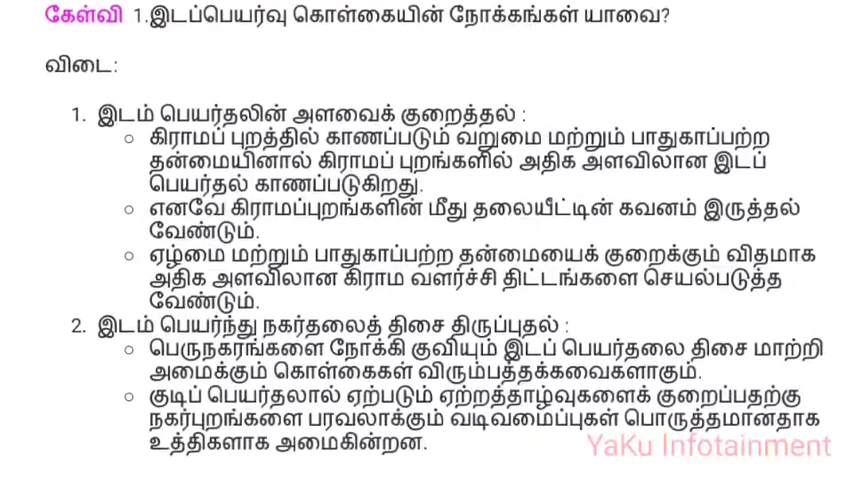 கேள்வி 1.இடப்பெயர்வு கொள்கையின் நோக்கங்கள் யாவை?
விடை:
1. இடம் பெயர்தலின் அளவைக் குறைத்தல் :
○ கிராமப் புறத்தில் காணப்படும் வறுமை மற்றும் பாதுகாப்பற்ற
தன்மையினால் கிராமப் புறங்களில் அதிக அளவிலான இடப்
பெயர்தல் காணப்படுகிறது.
○ எனவே கிராமப்புறங்களின் மீது தலையீட்டின் கவனம் இருத்தல்
வேண்டும்.
○ ஏழ்மை மற்றும் பாதுகாப்பற்ற தன்மையைக் குறைக்கும் விதமாக
அதிக அளவிலான கிராம வளர்ச்சி திட்டங்களை செயல்படுத்த
வேண்டும்.
2. இடம் பெயர்ந்து நகர்தலைத் திசை திருப்புதல் :
○ பெருநகரங்களை நோக்கி குவியும் இடப் பெயர்தலை திசை மாற்றி
அமைக்கும் கொள்கைகள் விரும்பத்தக்கவைகளாகும்.
○ குடிப் பெயர்தலால் ஏற்படும் ஏற்றத்தாழ்வுகளைக் குறைப்பதற்கு
நகர்புறங்களை பரவலாக்கும் வடிவமைப்புகள் பொருத்தமானதாக
உத்திகளாக அமைகின்றன.
YaKu Infotainment